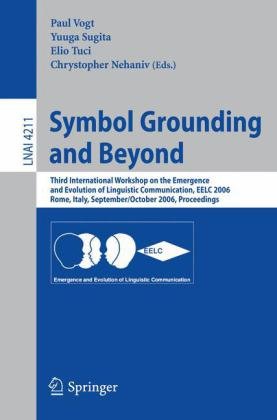 Paul Vogt
Yuuga Sugita
Elio Tuci
Chrystopher Nehaniv (Eds.)
LNAI 4211
Symbol Grounding
and Beyond
Third International Workshop on the Emergence
and Evolution of Linguistic Communication, EELC 2006
Rome, Italy, September/October 2006, Proceedings
EELC
Emergence and Evolution of Linguistic Communication
Springer